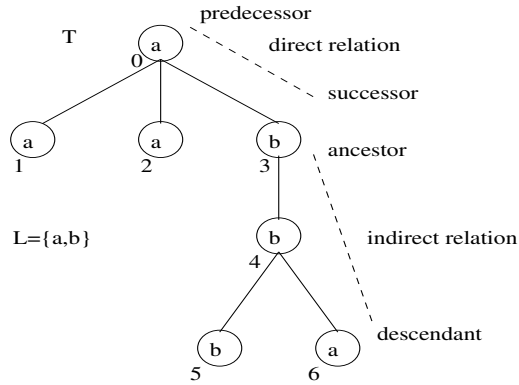 predecessor
T
a
direct relation
0
successor
a
a
b
ancestor
1
2
3
L={a,b}
b
indirect relation
4
descendant
b
a
5
6